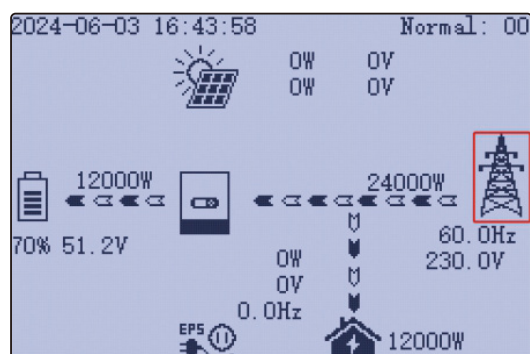 2024-06-03 16:43:58 Normal: 00
0W 0V
0W 0V
12000W 24000W
60.0Hz
70% 51.2V 230.0V
0W
0V
0.0Hz
EPS
12000W